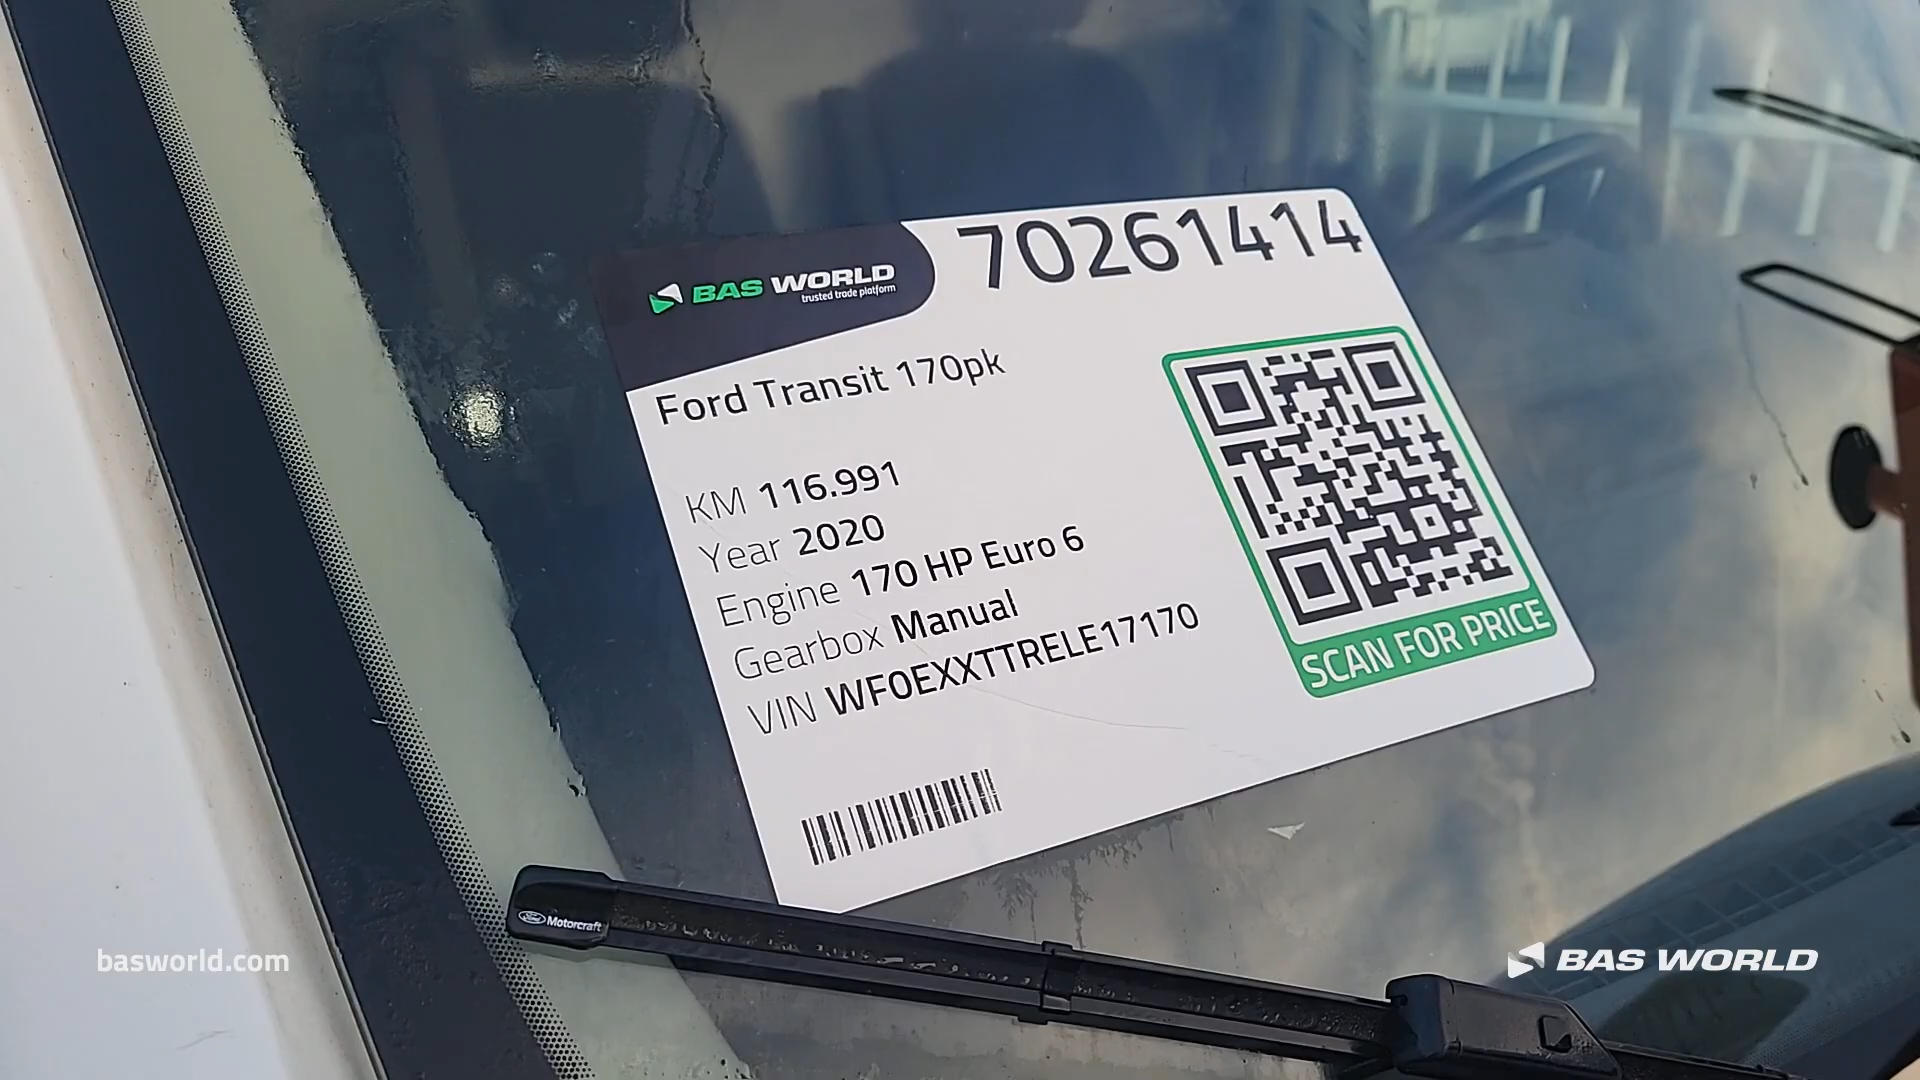 70261414
BAS WORLD
trusted trade platform
Ford Transit 170pk
KM 116.991
Year 2020
Engine 170 HP Euro 6
Gearbox Manual
VIN WF0EXXTTRELE17170
SCAN FOR PRICE
Ford Motorcraft
basworld.com
BAS WORLD